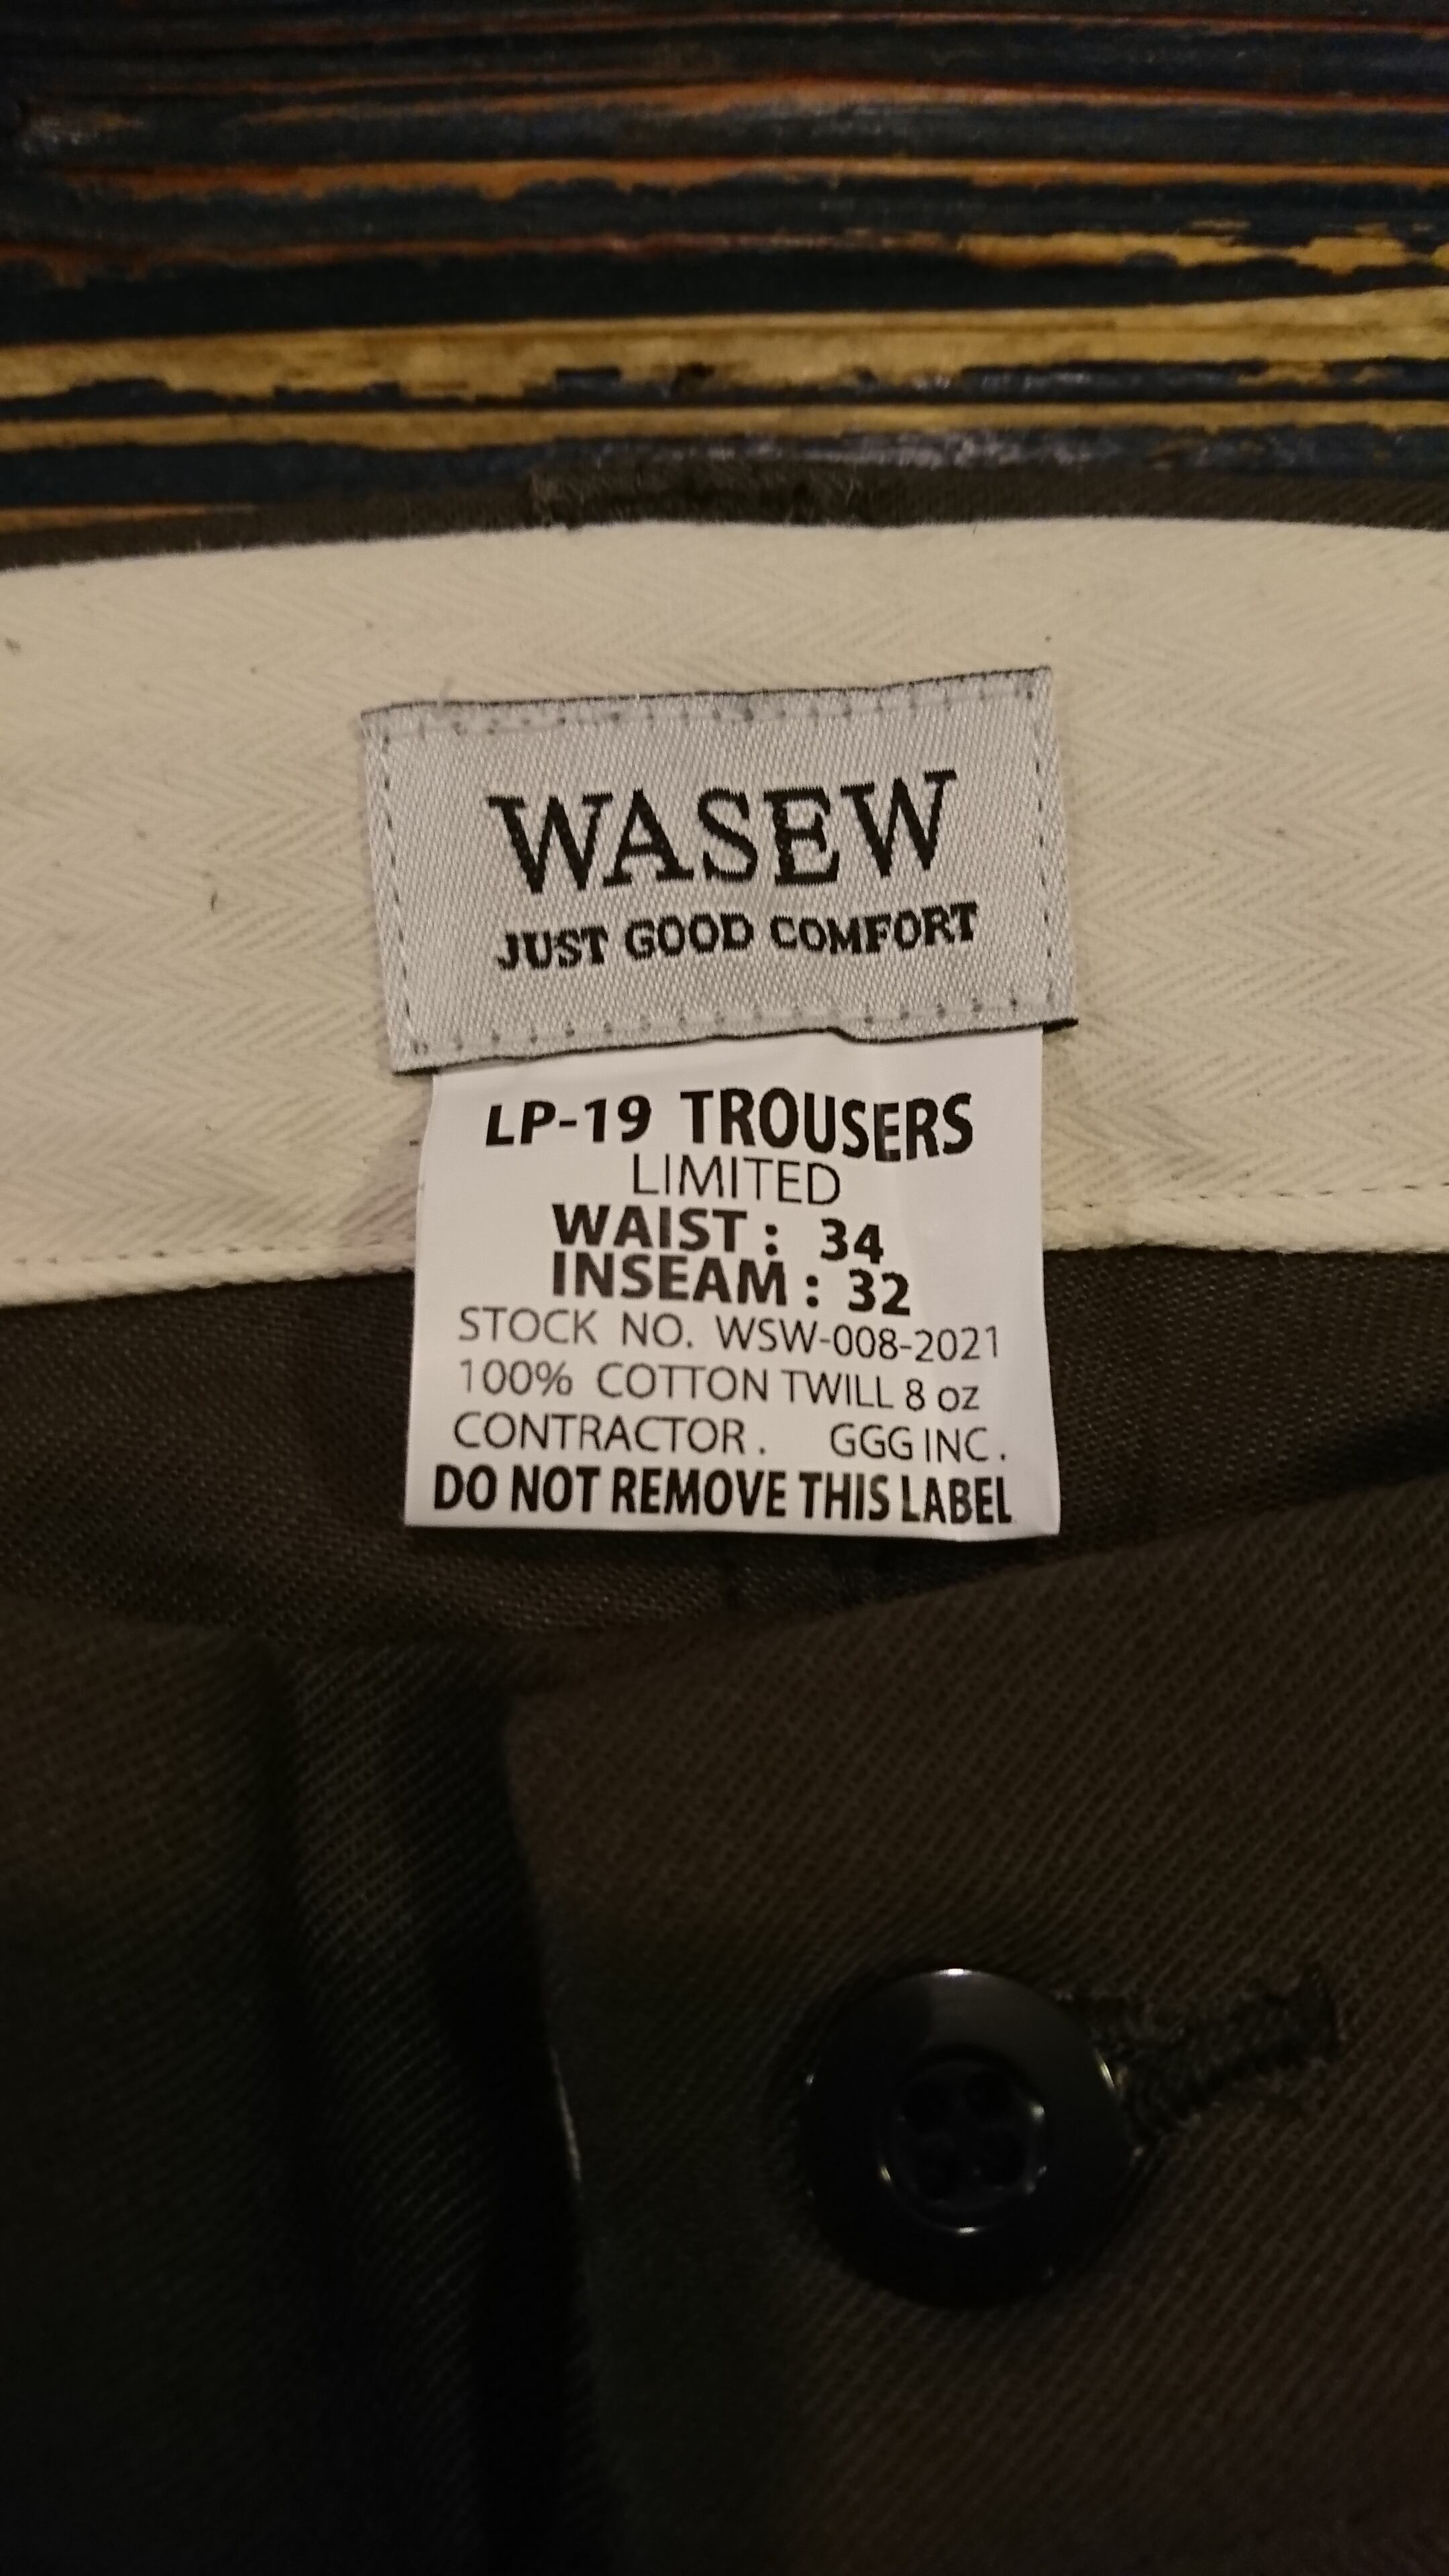 WASEW
JUST GOOD COMFORT
LP-19 TROUSERS
LIMITED
WAIST : 34
INSEAM : 32
STOCK NO. WSW-008-2021
100% COTTON TWILL 8 oz
CONTRACTOR. GGG INC.
DO NOT REMOVE THIS LABEL